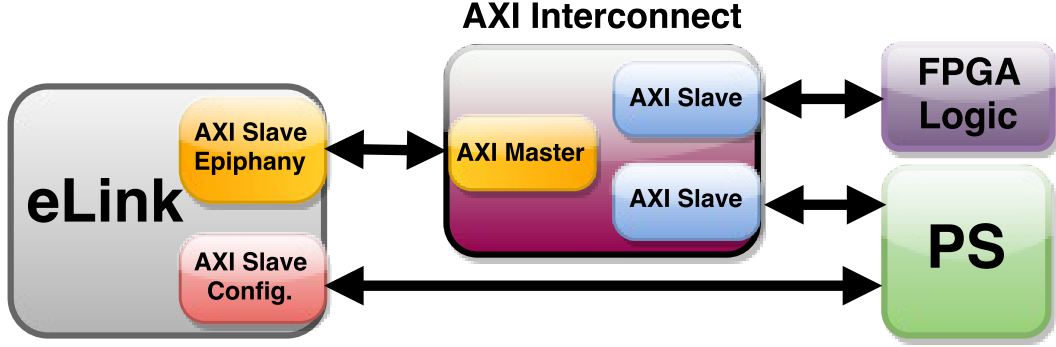 AXI Interconnect
eLink
AXI Slave
Epiphany
AXI Slave
Config.
AXI Master
AXI Slave
AXI Slave
FPGA
Logic
PS